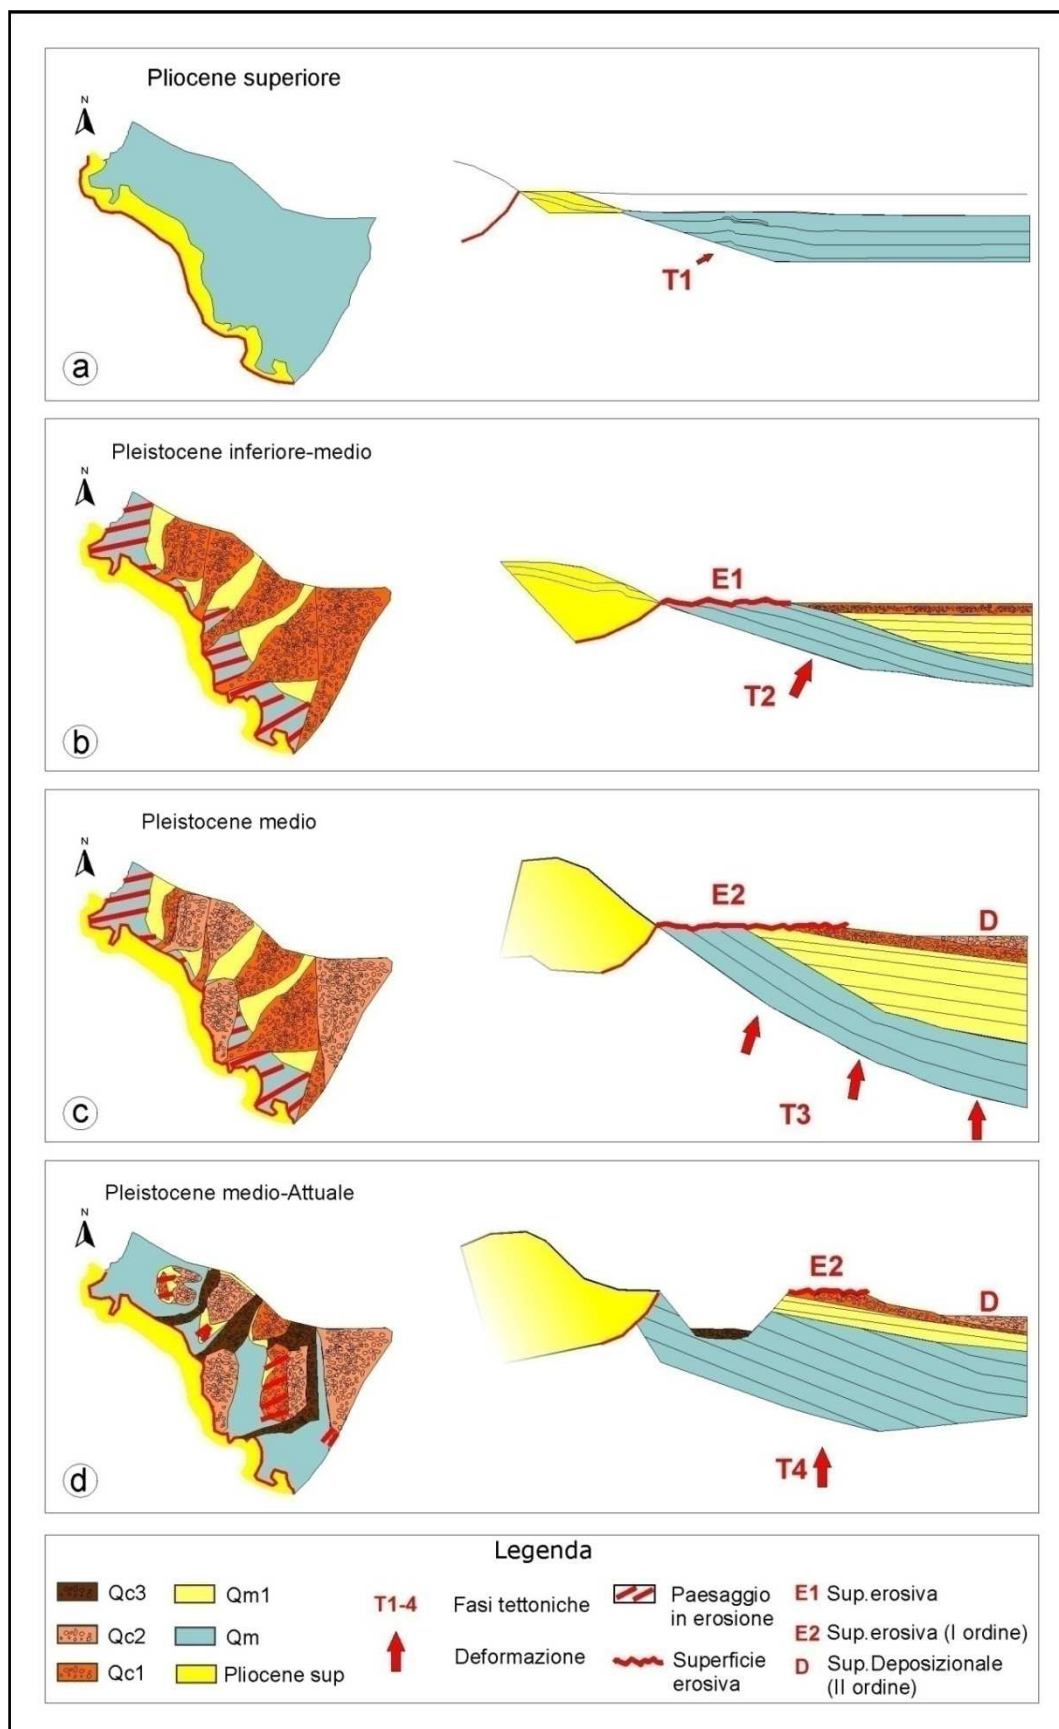 Pliocene superiore
N
T1
a
Pleistocene inferiore-medio
N
E1
T2
b
Pleistocene medio
N
E2
D
T3
c
Pleistocene medio-Attuale
N
E2
D
T4
d
Legenda
Qc3
Qc2
Qc1
Qm1
Qm
Pliocene sup
T1-4
Fasi tettoniche
Deformazione
Paesaggio
in erosione
Superficie
erosiva
E1 Sup.erosiva
E2 Sup.erosiva (I ordine)
D Sup.Deposizionale
(II ordine)